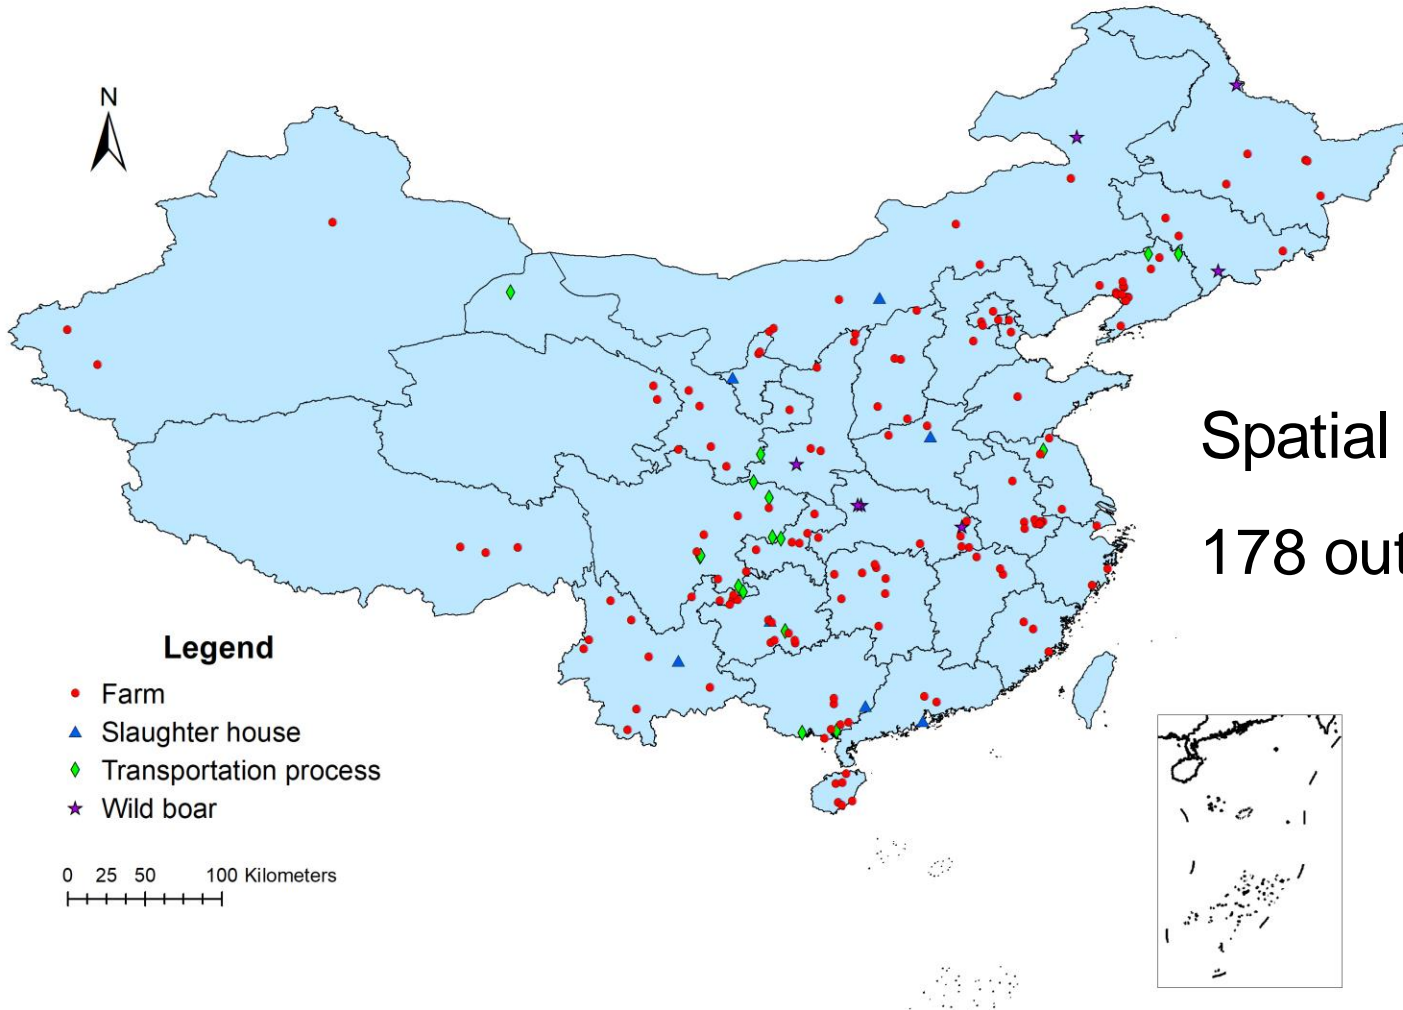 N
Spatial
178 out
Legend
Farm
Slaughter house
Transportation process
Wild boar
0 25 50 100 Kilometers